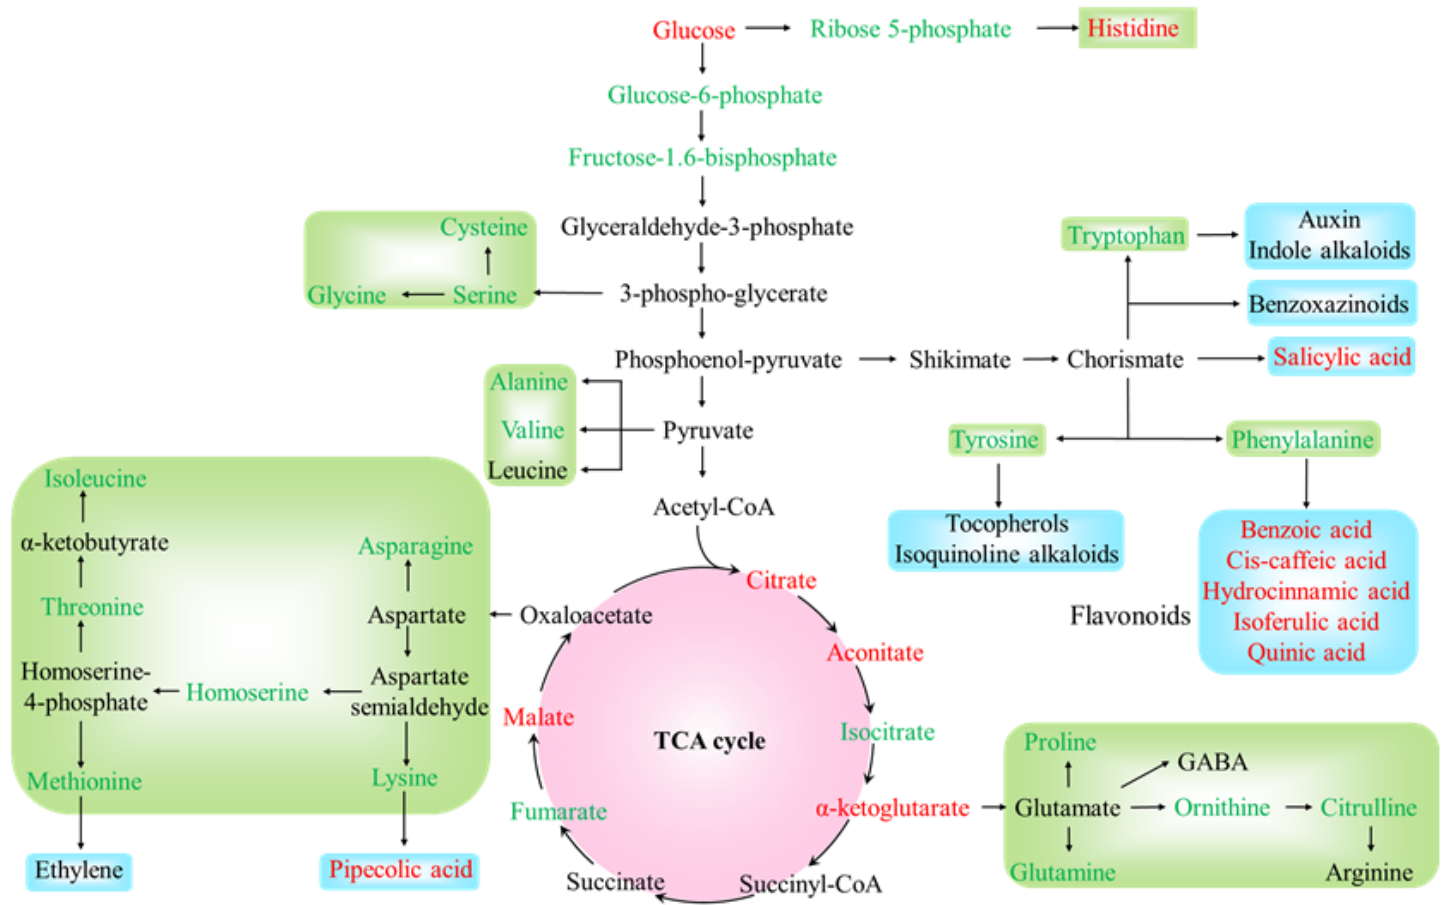 Glucose
Ribose 5-phosphate
Histidine
Glucose-6-phosphate
Fructose-1.6-bisphosphate
Glyceraldehyde-3-phosphate
Cysteine
Glycine
Serine
3-phospho-glycerate
Tryptophan
Auxin
Indole alkaloids
Benzoxazinoids
Phosphoenol-pyruvate
Shikimate
Chorismate
Salicylic acid
Alanine
Valine
Leucine
Pyruvate
Tyrosine
Phenylalanine
Acetyl-CoA
Tocopherols
Isoquinoline alkaloids
Flavonoids
Benzoic acid
Cis-caffeic acid
Hydrocinnamic acid
Isoferulic acid
Quinic acid
Isoleucine
α-ketobutyrate
Threonine
Homoserine-
4-phosphate
Methionine
Homoserine
Asparagine
Aspartate
Aspartate
semialdehyde
Lysine
Ethylene
Pipecolic acid
Oxaloacetate
Citrate
Aconitate
Isocitrate
α-ketoglutarate
Succinyl-CoA
Succinate
Fumarate
Malate
TCA cycle
Proline
GABA
Glutamate
Ornithine
Citrulline
Glutamine
Arginine